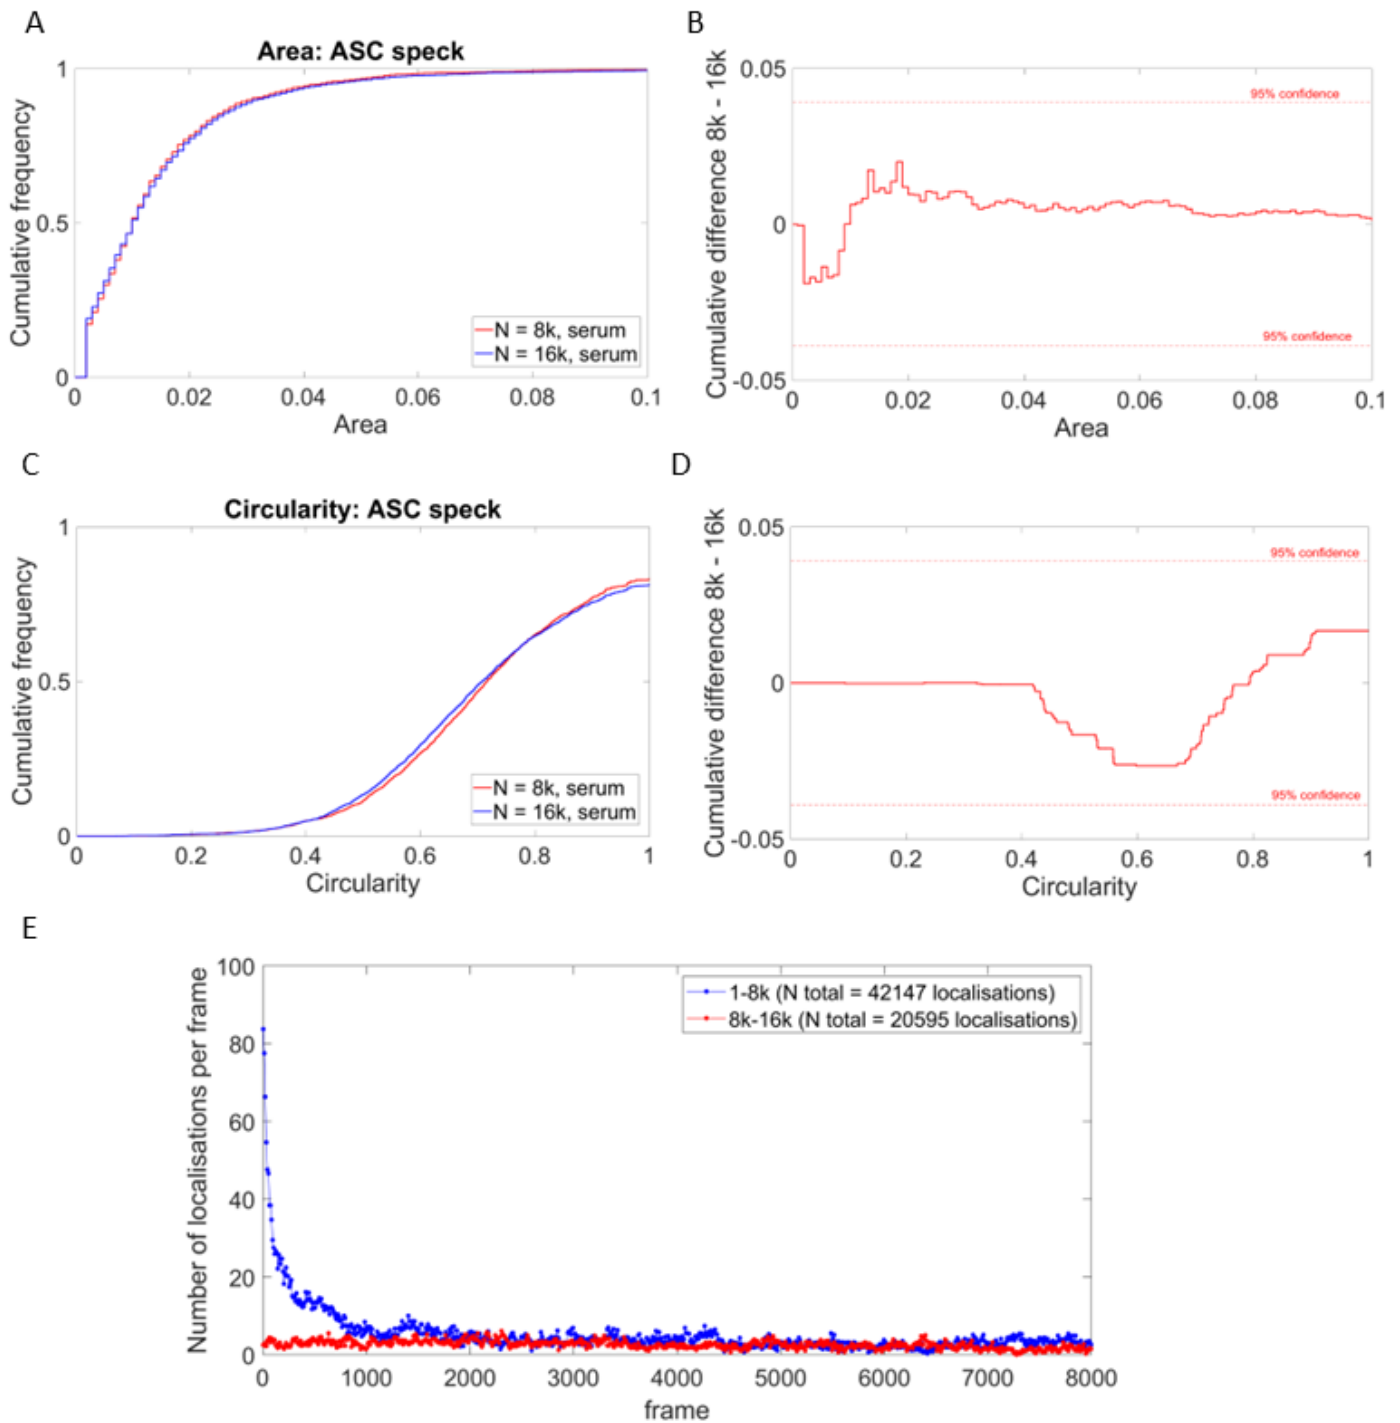 A
B
Area: ASC speck
Cumulative frequency
1
0.5
0
0
0.02
0.04
0.06
0.08
0.1
Area
N = 8k, serum
N = 16k, serum
Cumulative difference 8k - 16k
0.05
0
-0.05
95% confidence
95% confidence
0
0.02
0.04
0.06
0.08
0.1
Area
C
D
Circularity: ASC speck
Cumulative frequency
1
0.5
0
0
0.2
0.4
0.6
0.8
1
Circularity
N = 8k, serum
N = 16k, serum
Cumulative difference 8k - 16k
0.05
0
-0.05
95% confidence
95% confidence
0
0.2
0.4
0.6
0.8
1
Circularity
E
Number of localisations per frame
100
80
60
40
20
0
1-8k (N total = 42147 localisations)
8k-16k (N total = 20595 localisations)
0
1000
2000
3000
4000
5000
6000
7000
8000
frame